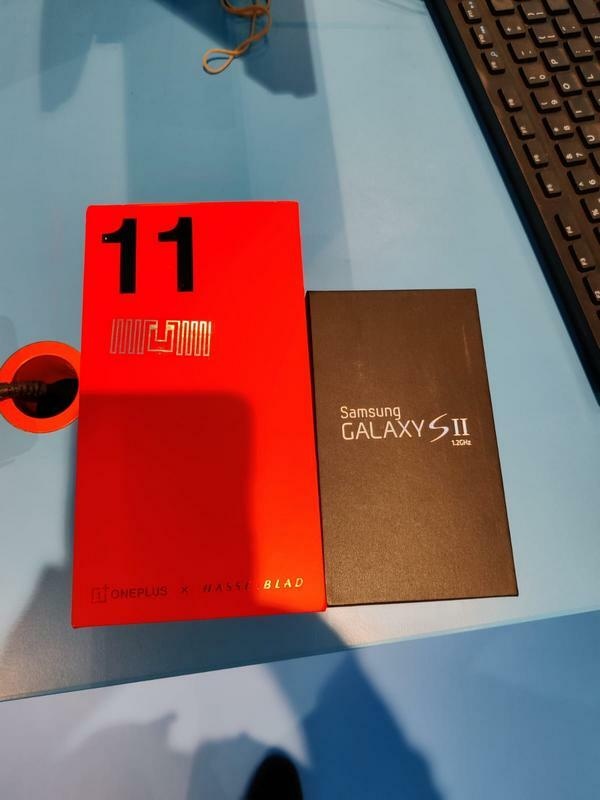 11
ONEPLUS × HASSELBLAD
Samsung
GALAXY S II
1.2GHz